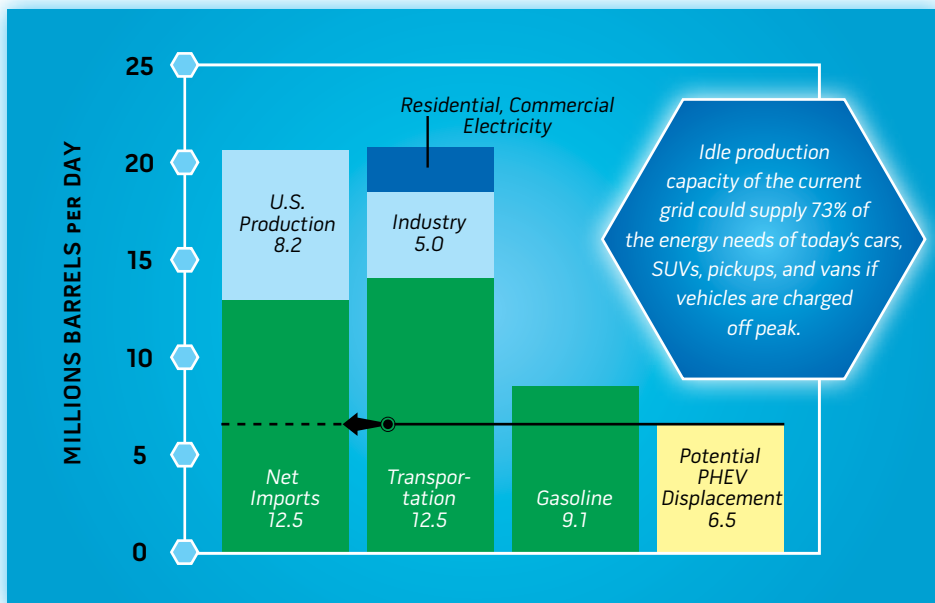 MILLIONS BARRELS PER DAY
25
20
15
10
5
0
U.S.
Production
8.2
Net
Imports
12.5
Residential, Commercial
Electricity
Industry
5.0
Transpor-
tation
12.5
Gasoline
9.1
Potential
PHEV
Displacement
6.5
Idle production
capacity of the current
grid could supply 73% of
the energy needs of today's cars,
SUVs, pickups, and vans if
vehicles are charged
off peak.